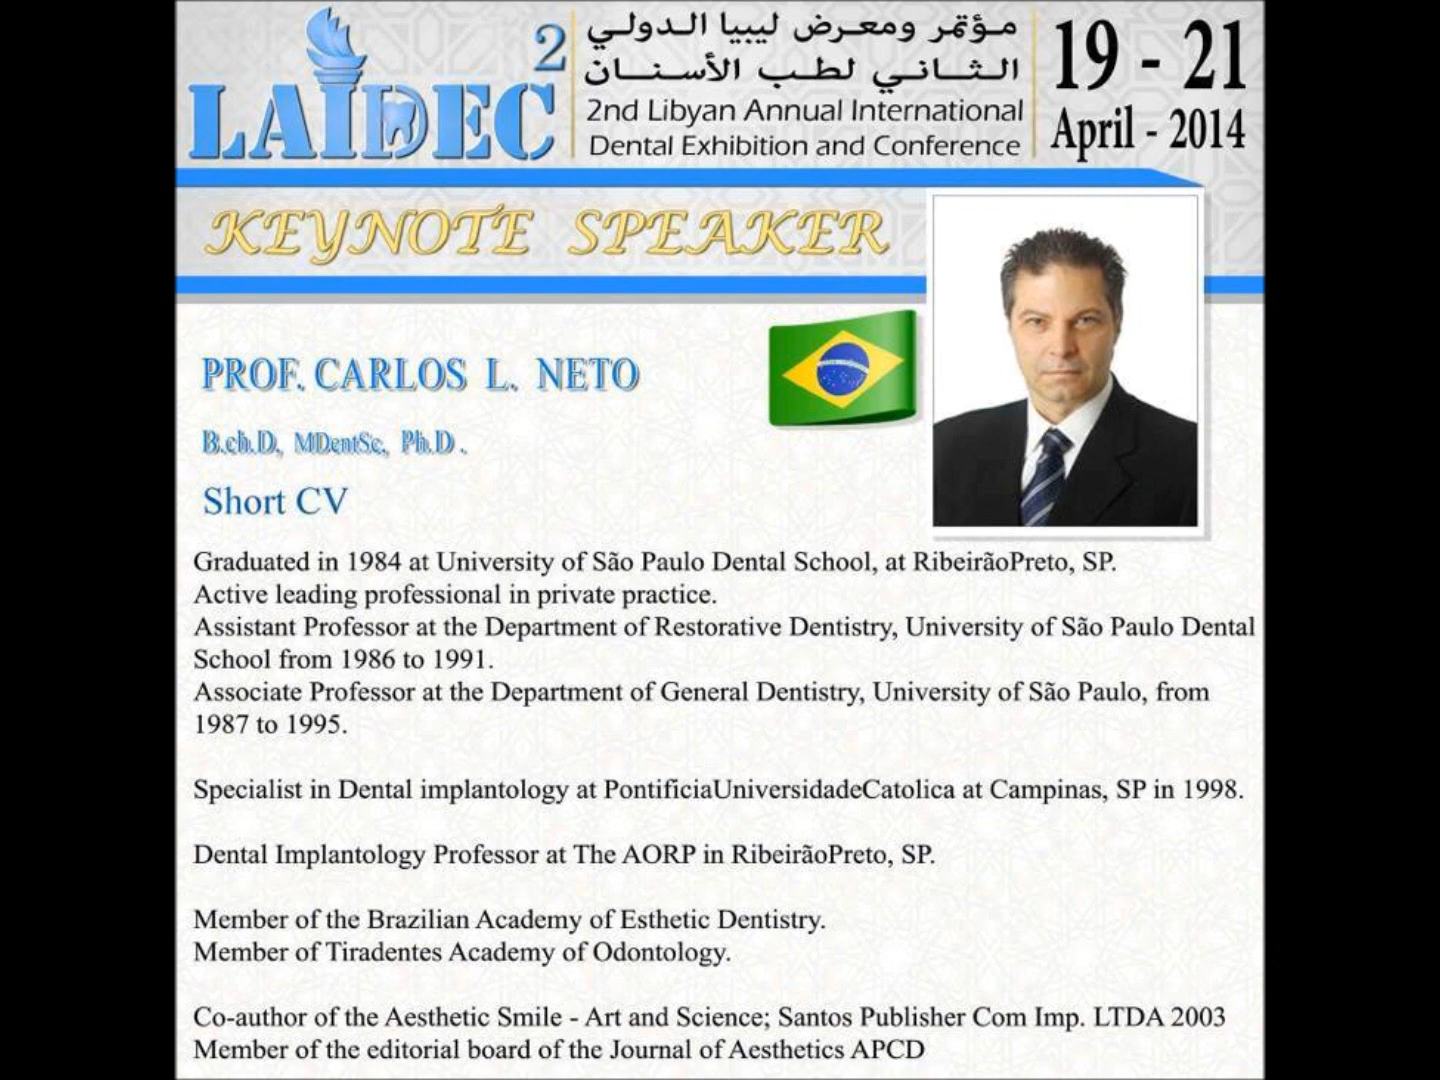 LAIDEC 2
مؤتمر ومعرض ليبيا الدولي
الثاني لطب الأسنان
2nd Libyan Annual International
Dental Exhibition and Conference
19 - 21
April - 2014
KEYNOTE SPEAKER
PROF. CARLOS L. NETO
B.ch.D, MDentSc, Ph.D .
Short CV
Graduated in 1984 at University of São Paulo Dental School, at RibeirãoPreto, SP.
Active leading professional in private practice.
Assistant Professor at the Department of Restorative Dentistry, University of São Paulo Dental
School from 1986 to 1991.
Associate Professor at the Department of General Dentistry, University of São Paulo, from
1987 to 1995.
Specialist in Dental implantology at PontificiaUniversidadeCatolica at Campinas, SP in 1998.
Dental Implantology Professor at The AORP in RibeirãoPreto, SP.
Member of the Brazilian Academy of Esthetic Dentistry.
Member of Tiradentes Academy of Odontology.
Co-author of the Aesthetic Smile - Art and Science; Santos Publisher Com Imp. LTDA 2003
Member of the editorial board of the Journal of Aesthetics APCD